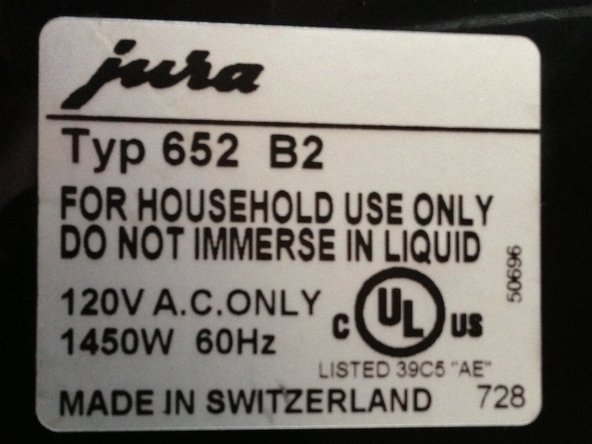 jura
Typ 652 B2
FOR HOUSEHOLD USE ONLY
DO NOT IMMERSE IN LIQUID
50696
120V A.C.ONLY
1450W 60Hz
C UL US
LISTED 39C5 "AE"
MADE IN SWITZERLAND 728